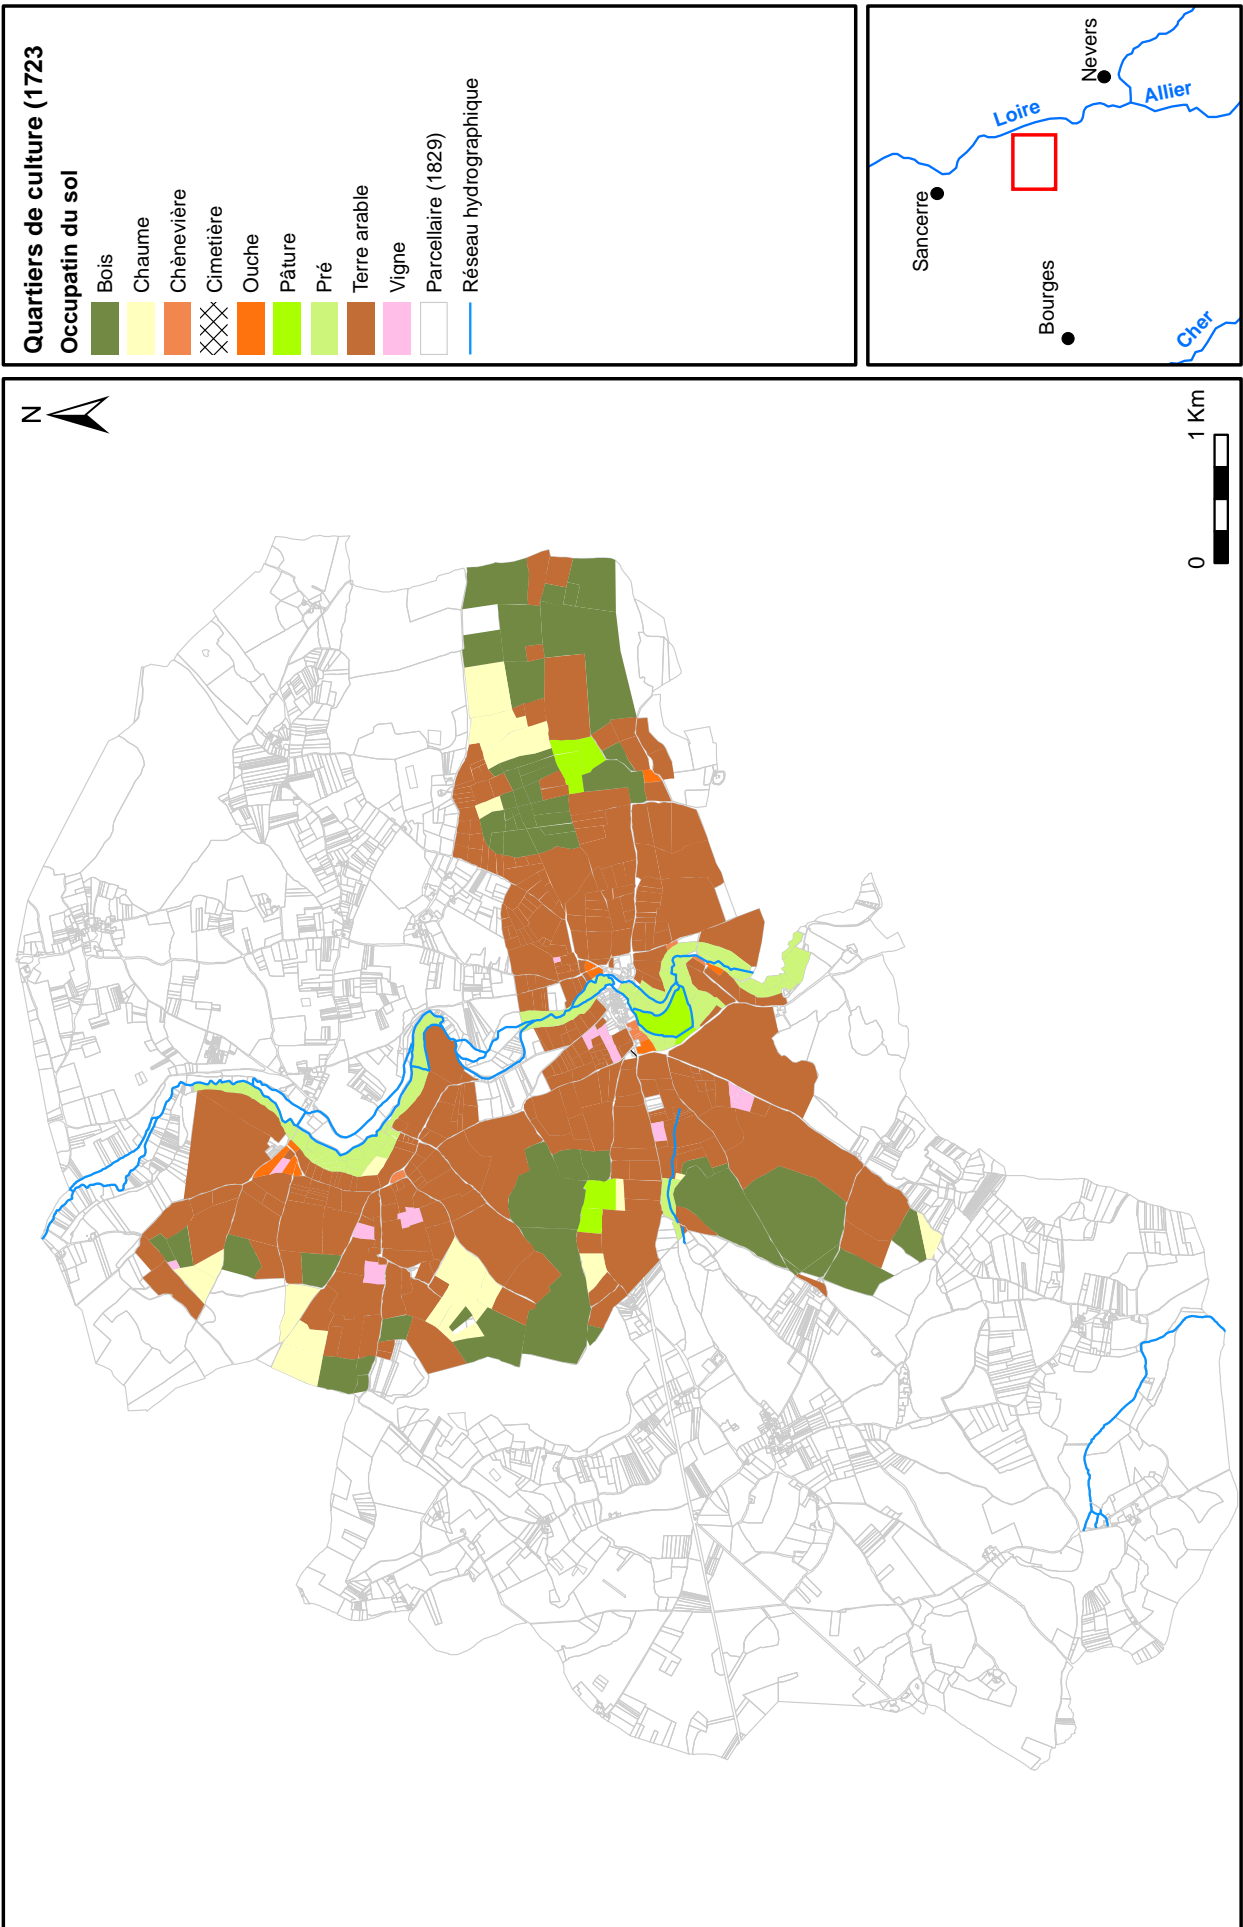 Quartiers de culture (1723
Occupatin du sol
Bois
Chaume
Chènevière
Cimetière
Ouche
Pâture
Pré
Terre arable
Vigne
Parcellaire (1829)
Réseau hydrographique
Nevers
Loire
Allier
Sancerre
Bourges
Cher
N
0 1 Km